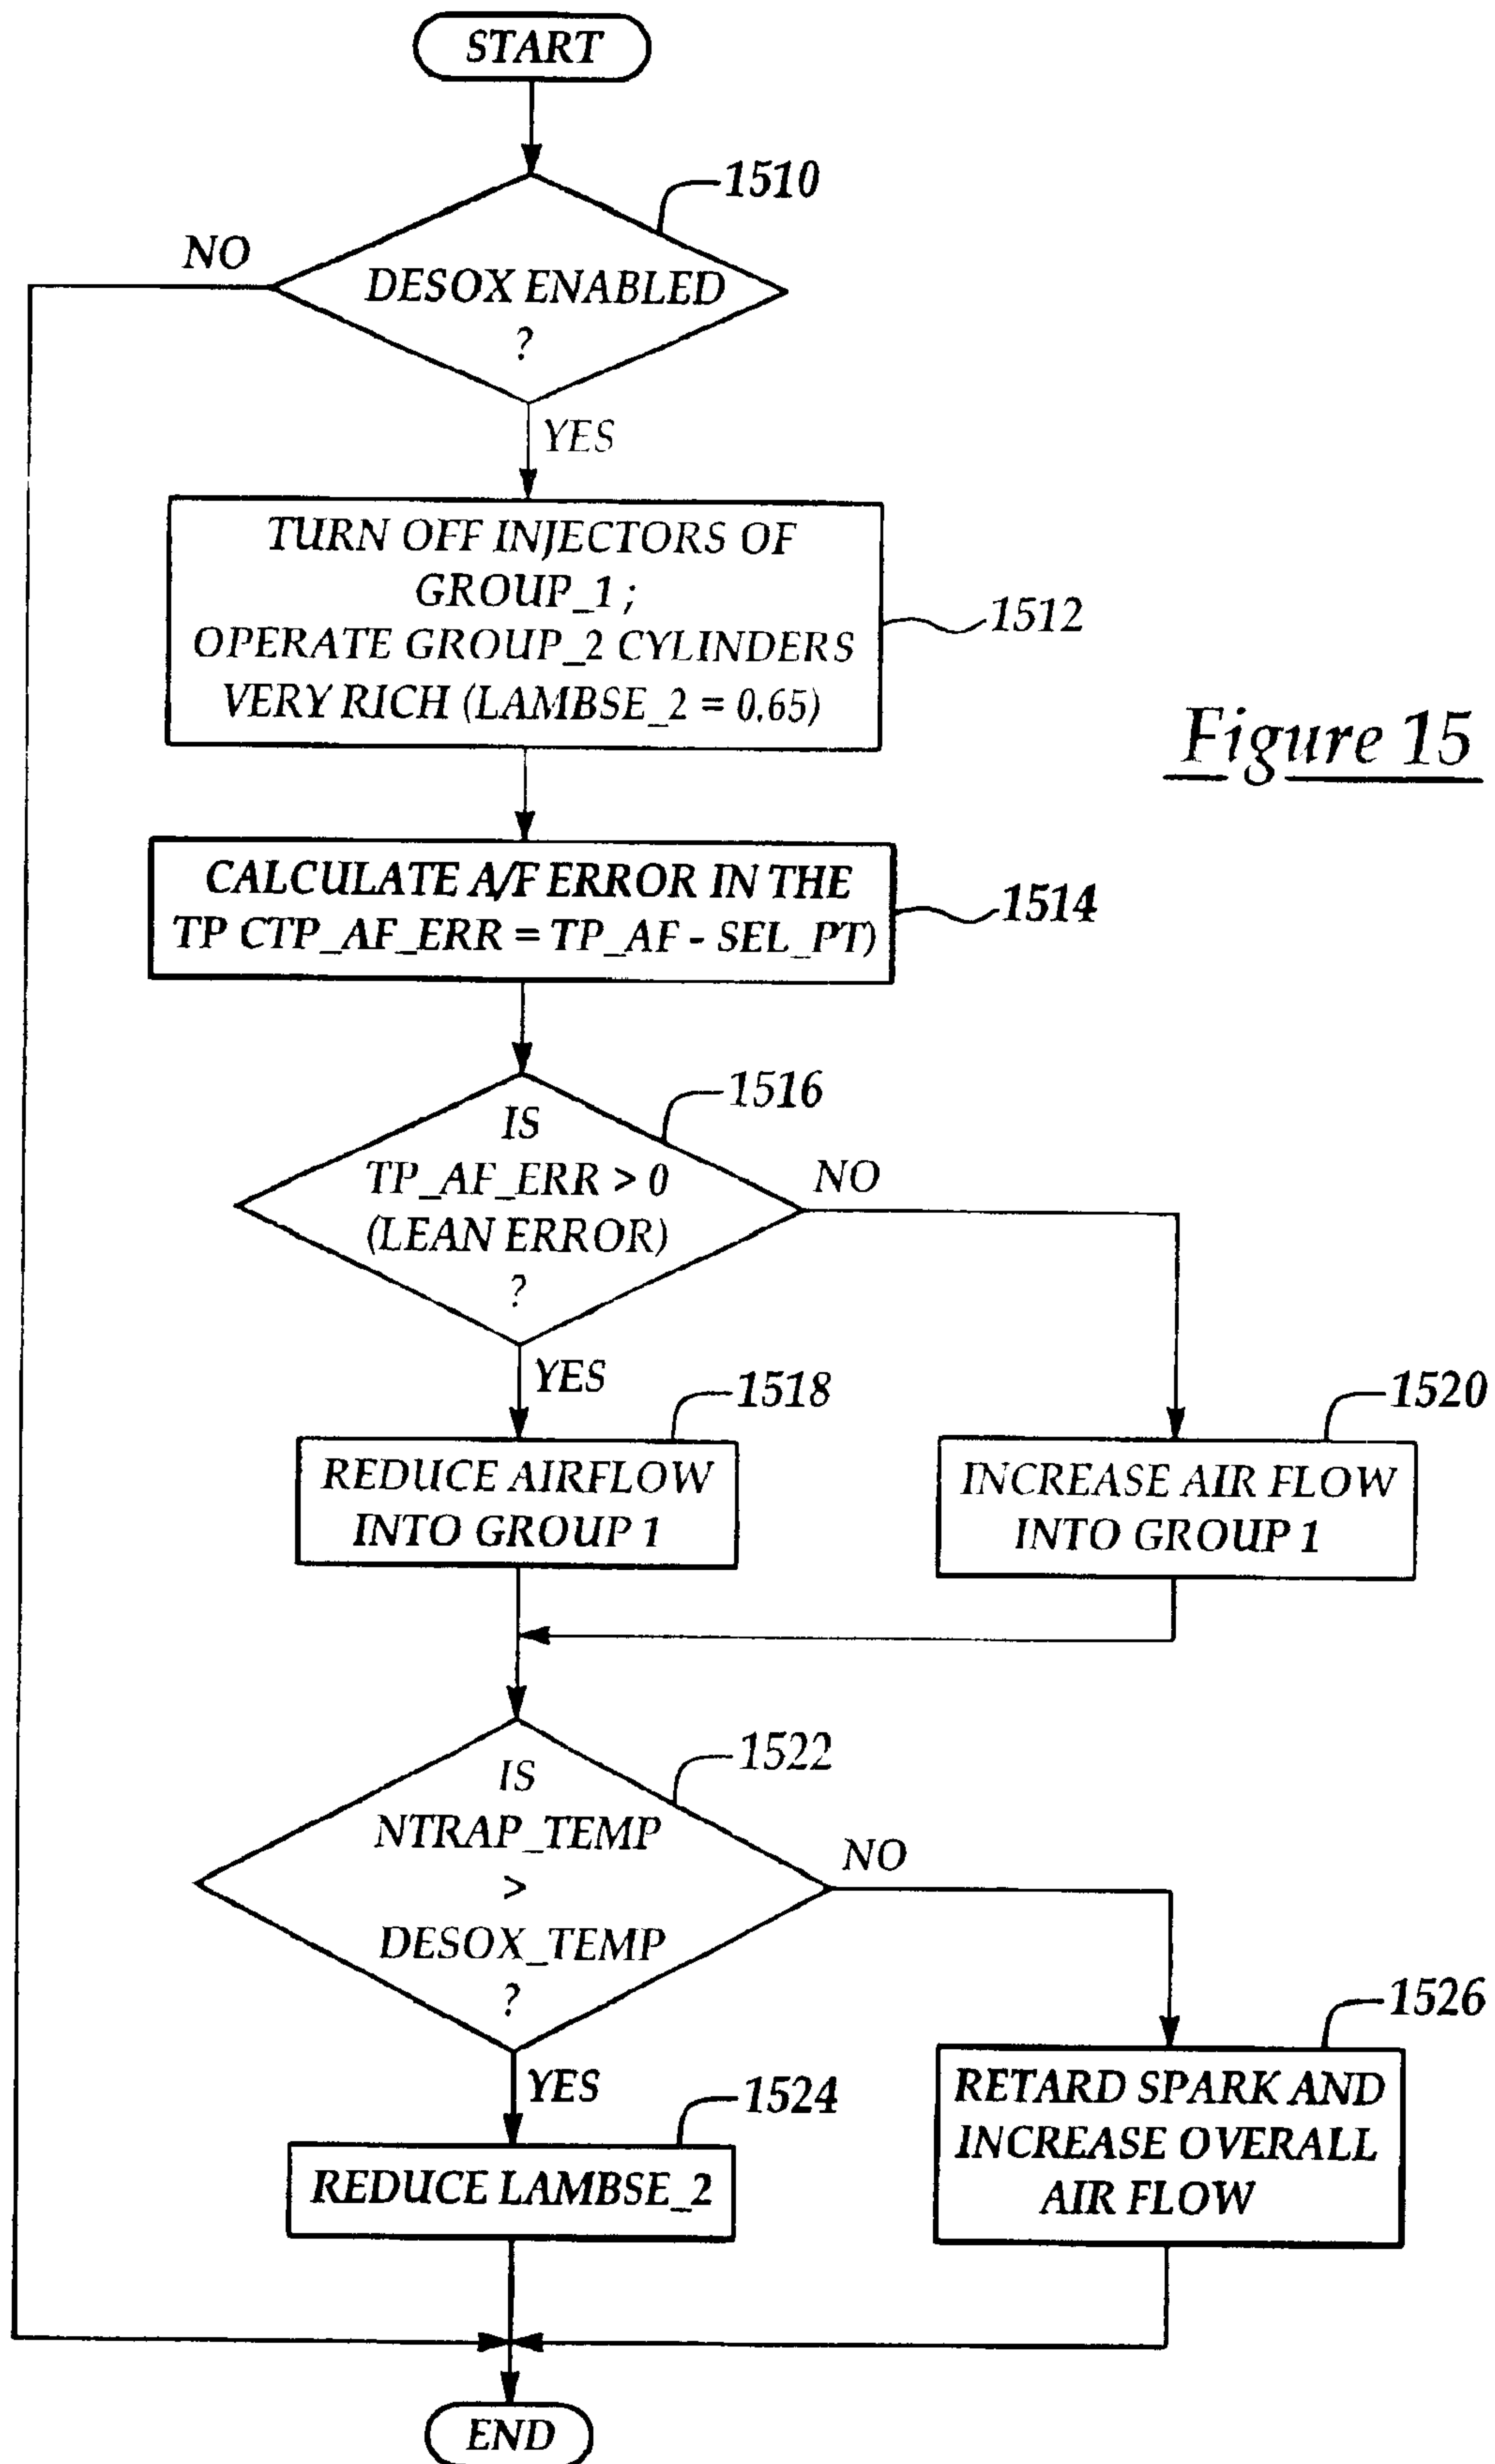 START
1510
NO
DESOX ENABLED
?
YES
TURN OFF INJECTORS OF
GROUP_1 ;
OPERATE GROUP_2 CYLINDERS
VERY RICH (LAMBSE_2 = 0.65)
1512
Figure 15
CALCULATE A/F ERROR IN THE
TP CTP_AF_ERR = TP_AF - SEL_PT)
1514
1516
IS
TP_AF_ERR > 0
(LEAN ERROR)
?
NO
YES
1518
1520
REDUCE AIRFLOW
INTO GROUP 1
INCREASE AIR FLOW
INTO GROUP 1
1522
IS
NTRAP_TEMP
>
DESOX_TEMP
?
NO
YES
1524
1526
REDUCE LAMBSE_2
RETARD SPARK AND
INCREASE OVERALL
AIR FLOW
END